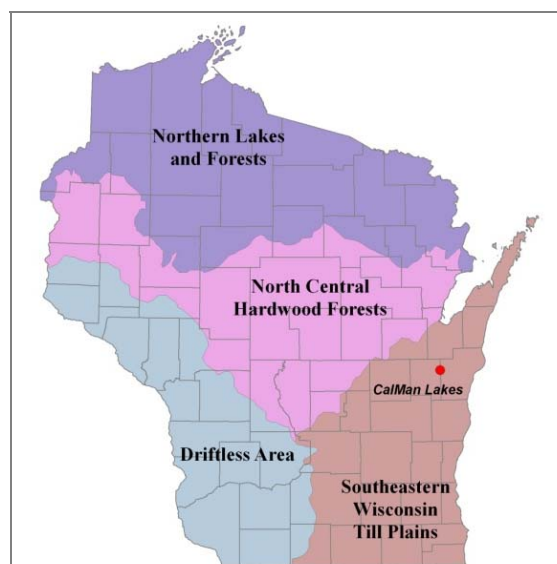 Northern Lakes
and Forests
North Central
Hardwood Forests
CalMan Lakes
Driftless Area
Southeastern
Wisconsin
Till Plains